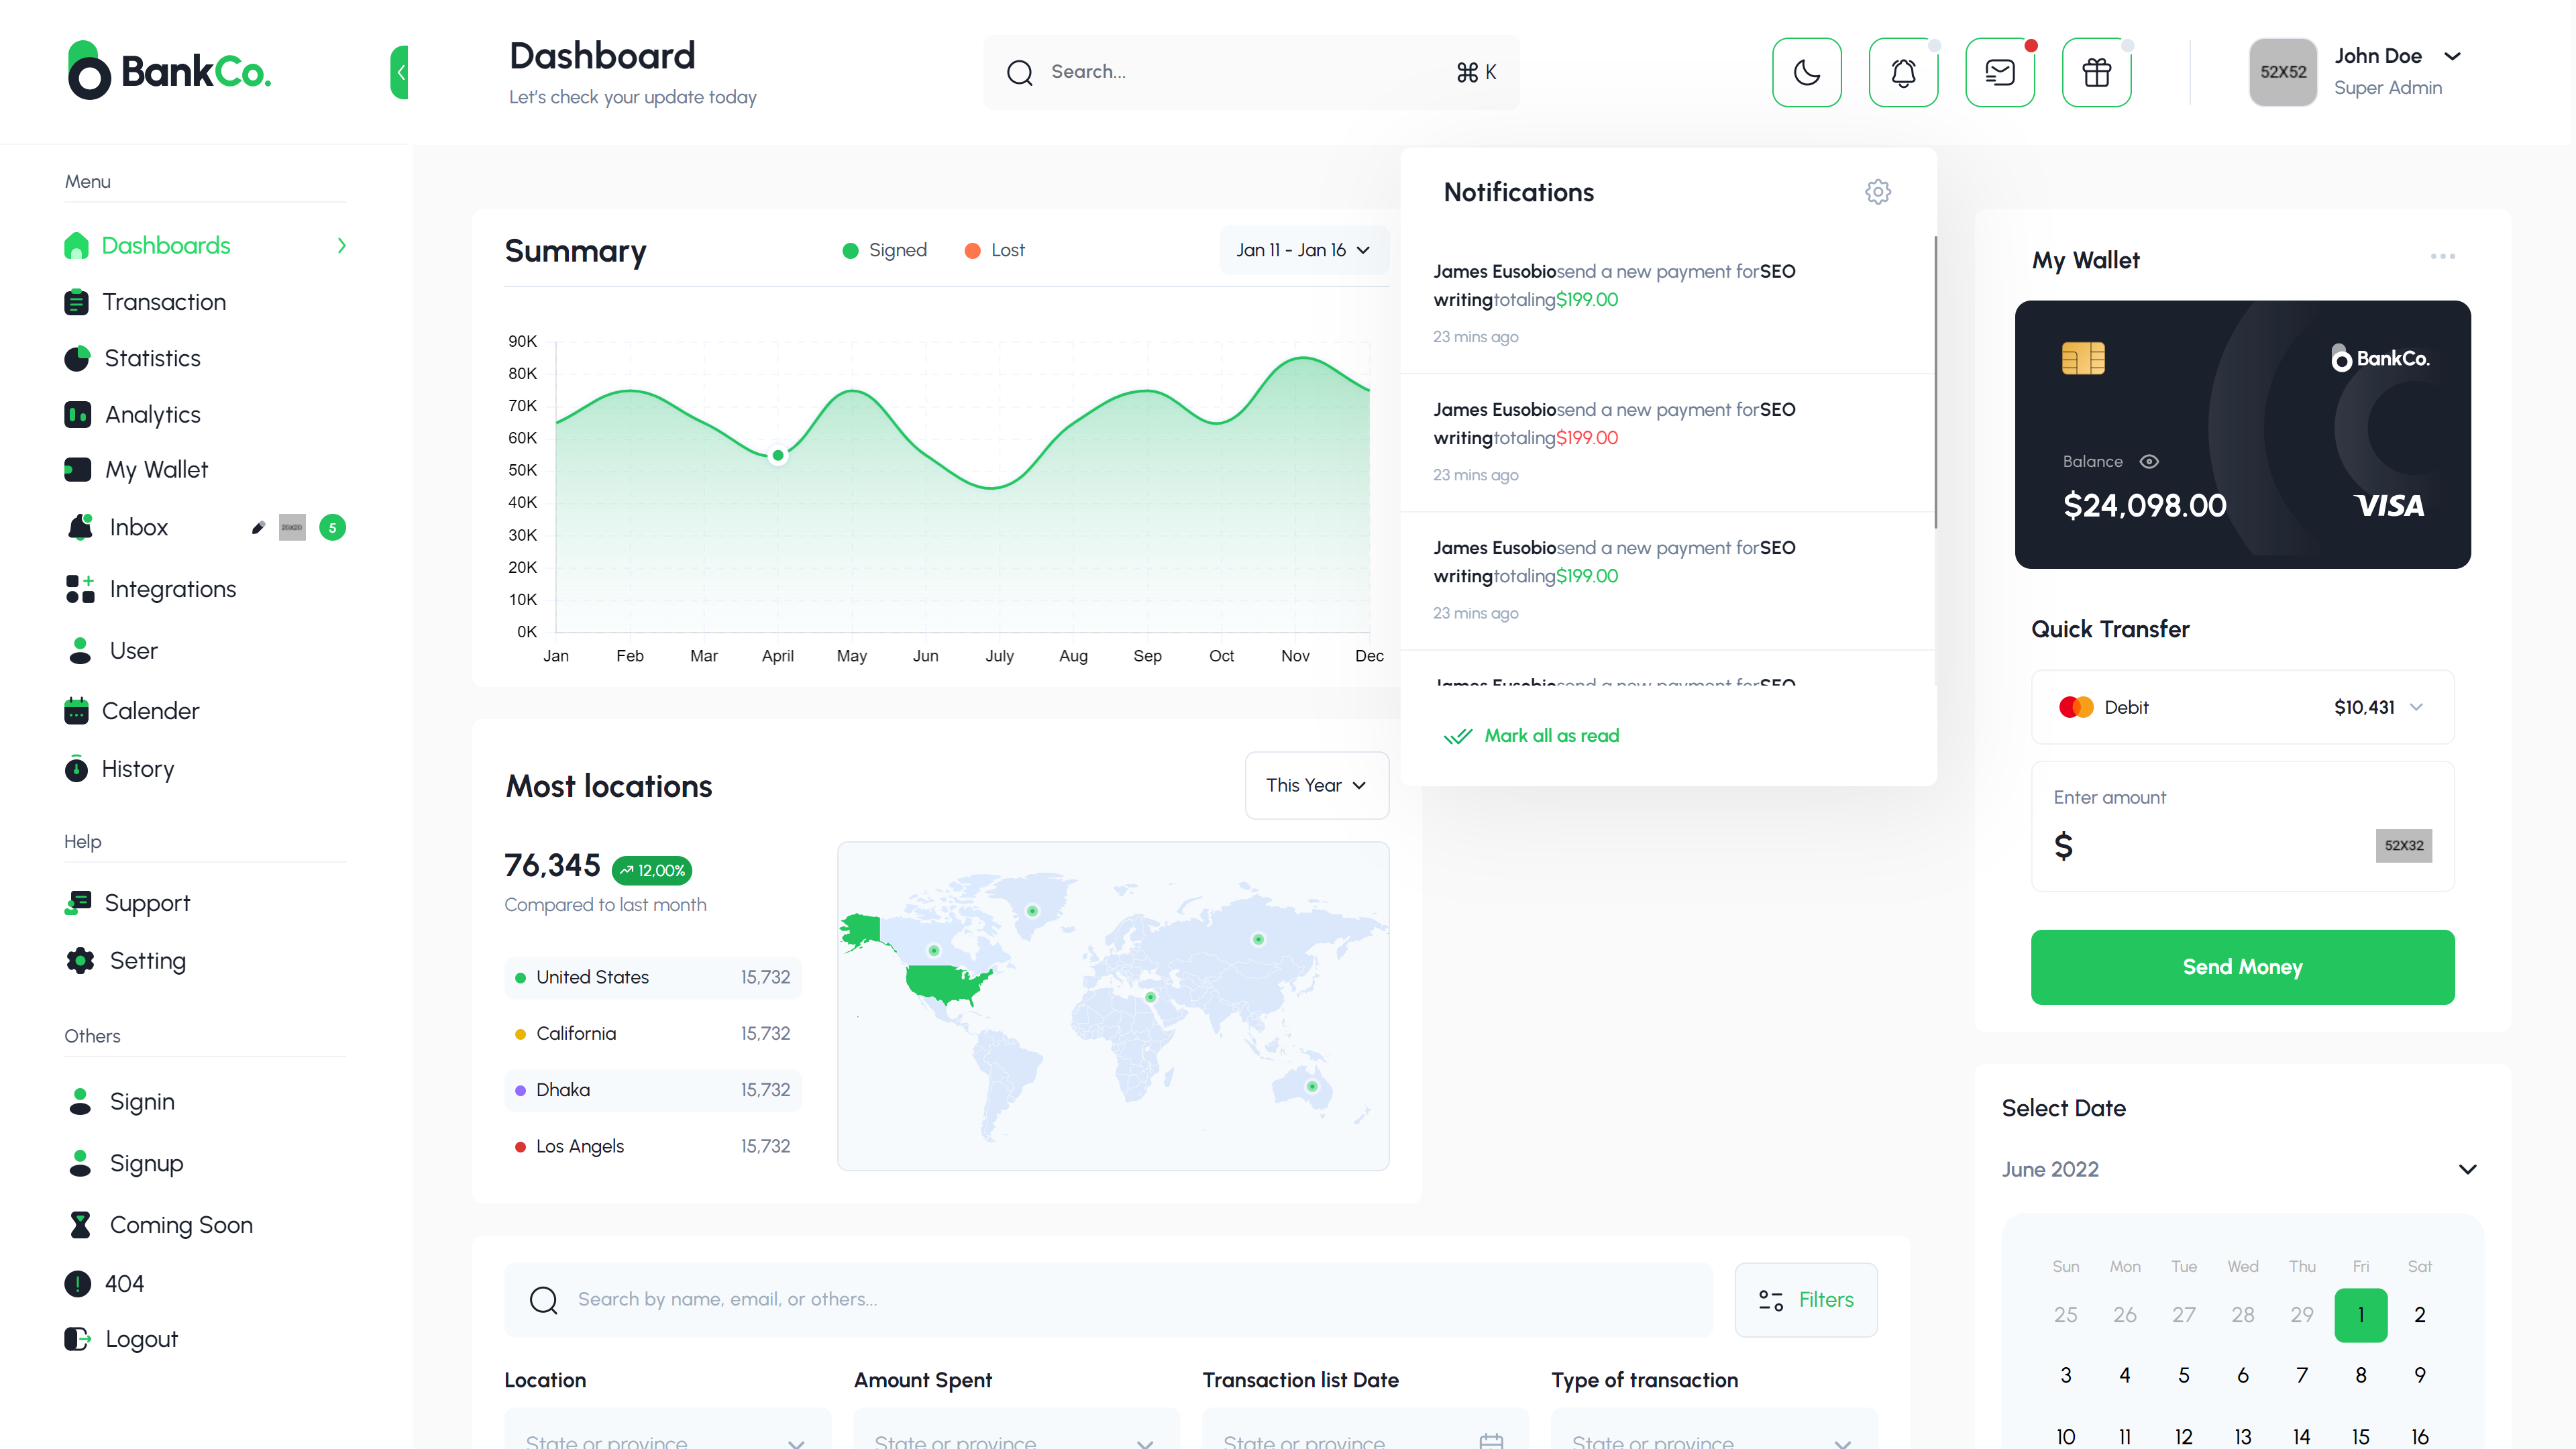 BankCo.
Dashboard
Let's check your update today
Search...
⌘ K
52X52
John Doe
Super Admin
Menu
Dashboards
Transaction
Statistics
Analytics
My Wallet
Inbox
20X20
5
Integrations
User
Calender
History
Help
Support
Setting
Others
Signin
Signup
Coming Soon
404
Logout
Summary
Signed
Lost
Jan 11 - Jan 16
90K
80K
70K
60K
50K
40K
30K
20K
10K
0K
Jan Feb Mar April May Jun July Aug Sep Oct Nov Dec
Most locations
This Year
76,345
12,00%
Compared to last month
United States 15,732
California 15,732
Dhaka 15,732
Los Angels 15,732
Notifications
James Eusobiosend a new payment forSEO
writingtotaling$199.00
23 mins ago
James Eusobiosend a new payment forSEO
writingtotaling$199.00
23 mins ago
James Eusobiosend a new payment forSEO
writingtotaling$199.00
23 mins ago
James Eusobiosend a new payment forSEO
Mark all as read
My Wallet
BankCo.
Balance
$24,098.00
VISA
Quick Transfer
Debit
$10,431
Enter amount
$
52X32
Send Money
Select Date
June 2022
Sun Mon Tue Wed Thu Fri Sat
25 26 27 28 29 1 2
3 4 5 6 7 8 9
10 11 12 13 14 15 16
Search by name, email, or others...
Filters
Location
Amount Spent
Transaction list Date
Type of transaction
State or province
State or province
State or province
State or province